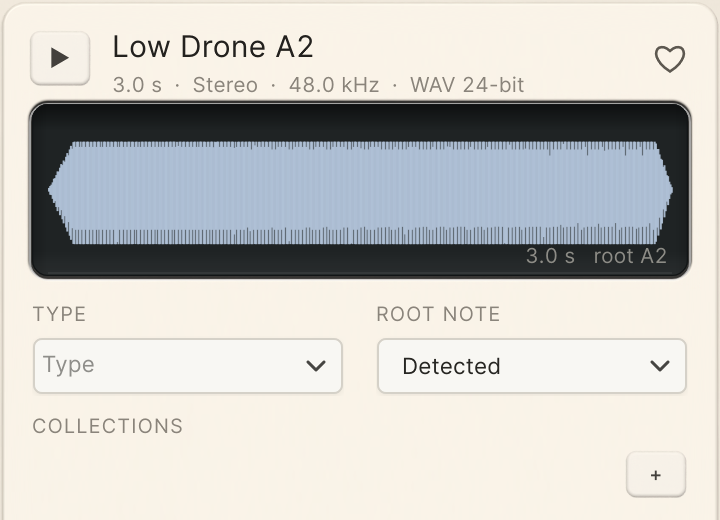 Low Drone A2
3.0 s · Stereo · 48.0 kHz · WAV 24-bit
3.0 s root A2
TYPE ROOT NOTE
Type Detected
COLLECTIONS
+